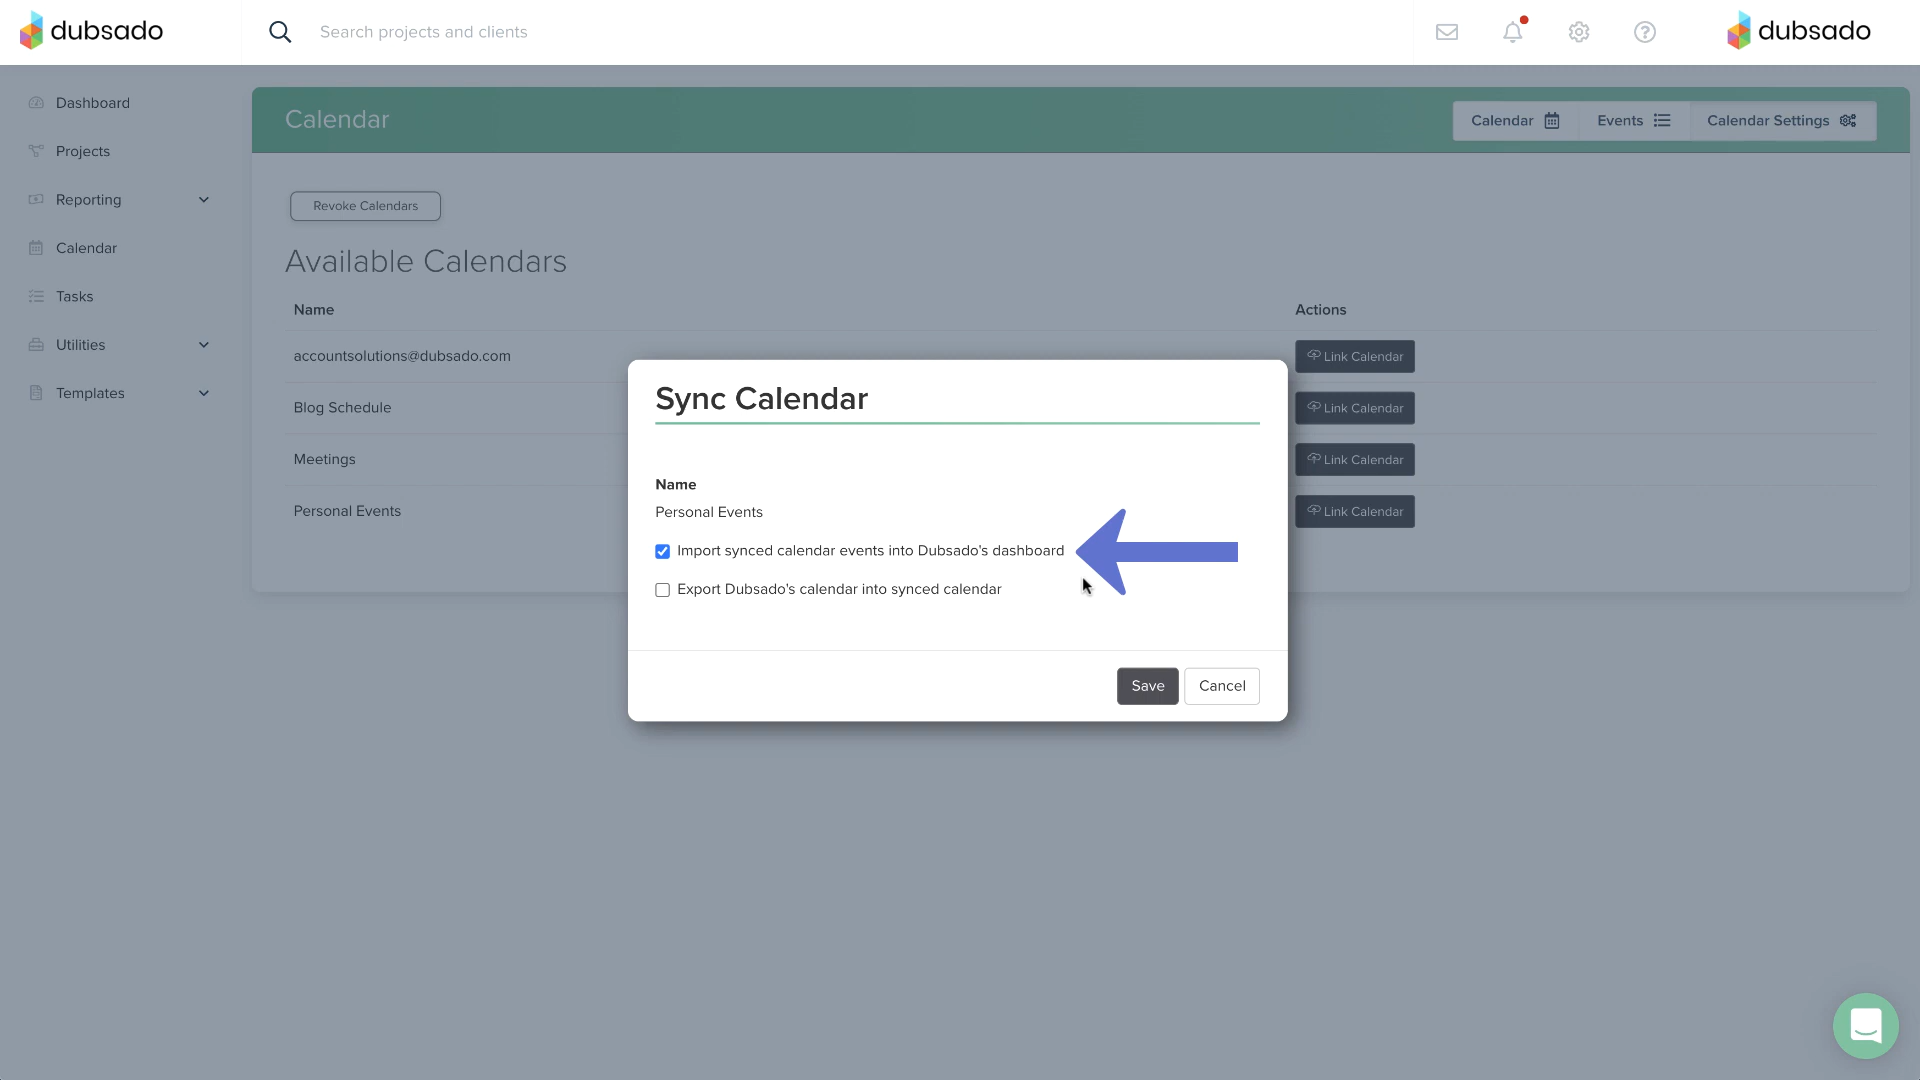 dubsado
Search projects and clients
dubsado
Dashboard
Projects
Reporting
Calendar
Tasks
Utilities
Templates
Calendar
Calendar
Events
Calendar Settings
Revoke Calendars
Available Calendars
Name
Actions
accountsolutions@dubsado.com
Link Calendar
Blog Schedule
Link Calendar
Meetings
Link Calendar
Personal Events
Link Calendar
Sync Calendar
Name
Personal Events
Import synced calendar events into Dubsado's dashboard
Export Dubsado's calendar into synced calendar
Save
Cancel